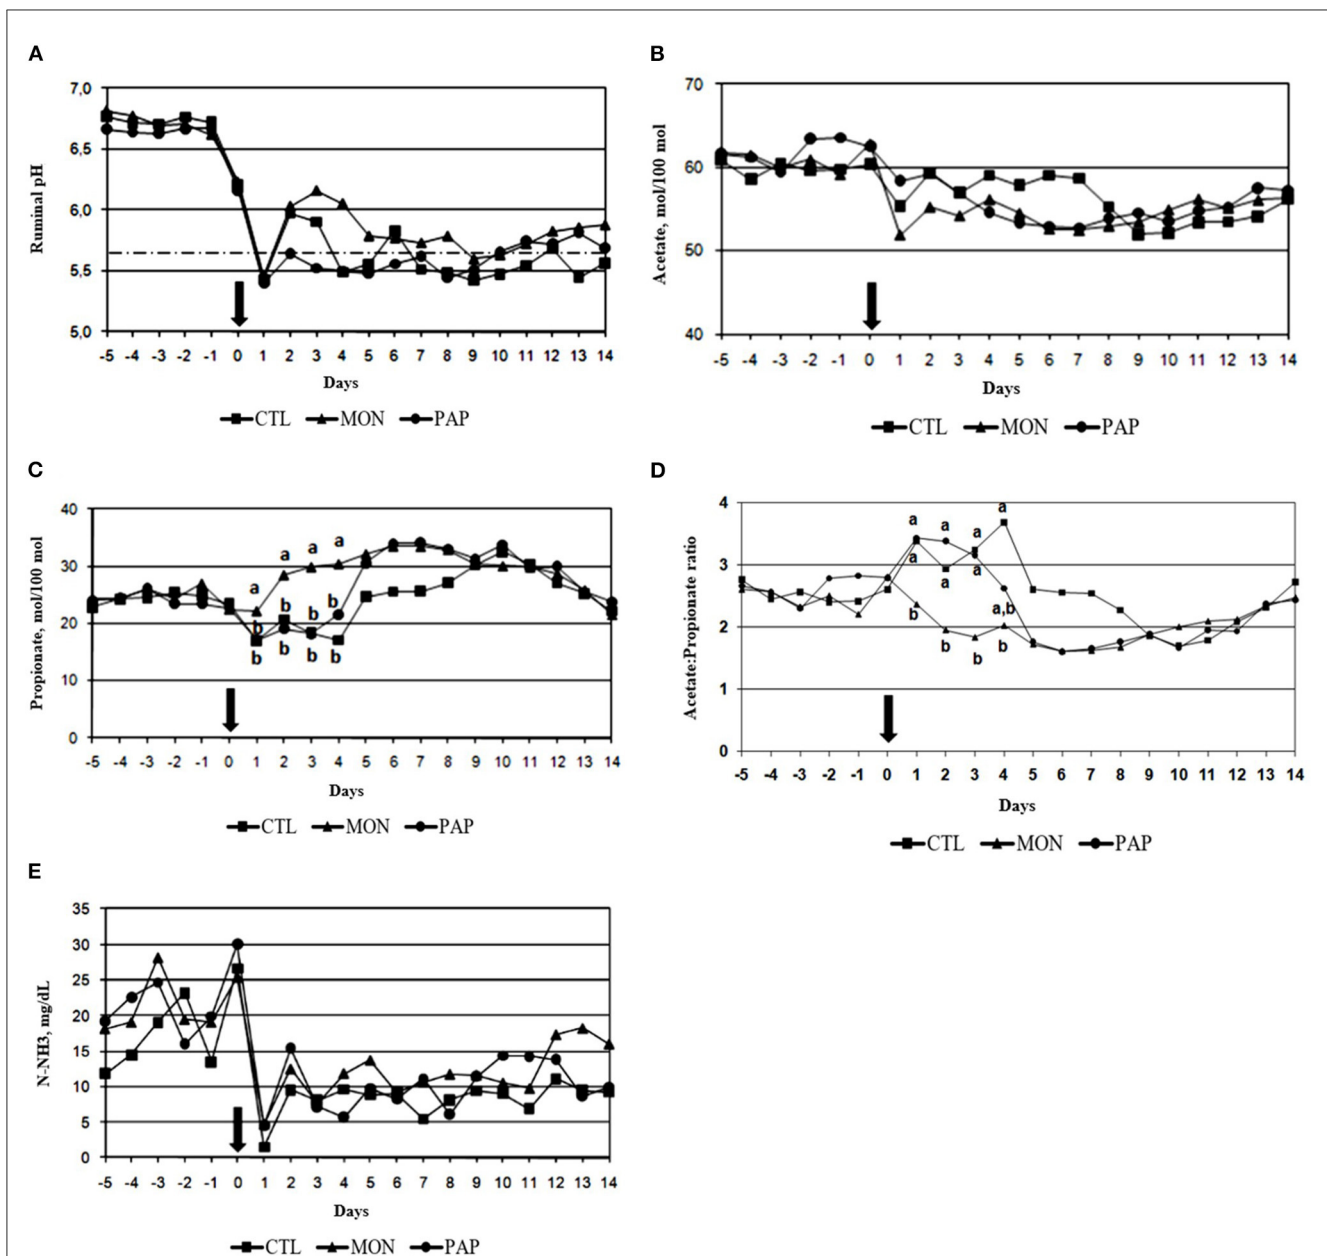 A
7,0
6,5
6,0
5,5
5,0
Ruminal pH
-5 -4 -3 -2 -1 0 1 2 3 4 5 6 7 8 9 10 11 12 13 14
Days
CTL MON PAP
B
70
60
50
40
Acetate, mol/100 mol
-5 -4 -3 -2 -1 0 1 2 3 4 5 6 7 8 9 10 11 12 13 14
Days
CTL MON PAP
C
40
30
20
10
0
Propionate, mol/100 mol
a a a a
b b b b
b b b b
-5 -4 -3 -2 -1 0 1 2 3 4 5 6 7 8 9 10 11 12 13 14
Days
CTL MON PAP
D
4
3
2
1
0
Acetate:Propionate ratio
a a a a
a a a a,b
b b b b
-5 -4 -3 -2 -1 0 1 2 3 4 5 6 7 8 9 10 11 12 13 14
Days
CTL MON PAP
E
35
30
25
20
15
10
5
0
N-NH3, mg/dL
-5 -4 -3 -2 -1 0 1 2 3 4 5 6 7 8 9 10 11 12 13 14
Days
CTL MON PAP